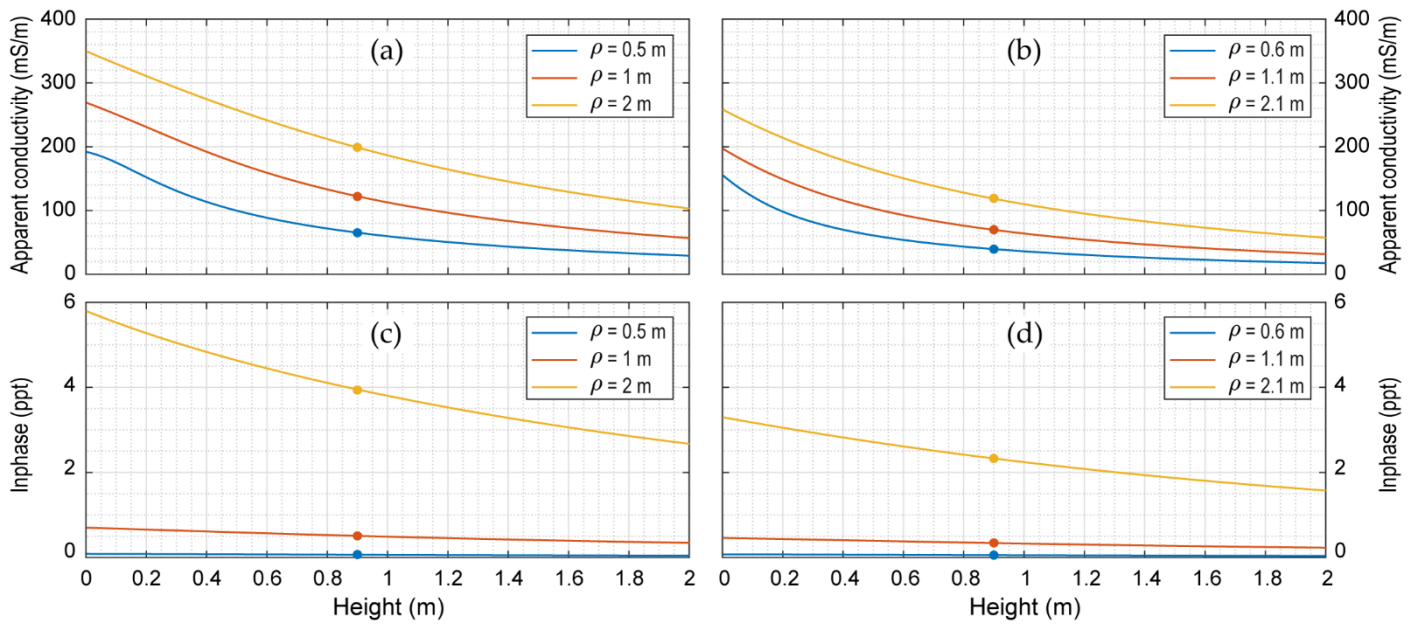 Apparent conductivity (mS/m)
400
300
200
100
0
(a)
ρ = 0.5 m
ρ = 1 m
ρ = 2 m
(b)
ρ = 0.6 m
ρ = 1.1 m
ρ = 2.1 m
400
300
200
100
0
Apparent conductivity (mS/m)
Inphase (ppt)
6
4
2
0
(c)
ρ = 0.5 m
ρ = 1 m
ρ = 2 m
(d)
ρ = 0.6 m
ρ = 1.1 m
ρ = 2.1 m
6
4
2
0
Inphase (ppt)
0 0.2 0.4 0.6 0.8 1 1.2 1.4 1.6 1.8 2
Height (m)
0 0.2 0.4 0.6 0.8 1 1.2 1.4 1.6 1.8 2
Height (m)